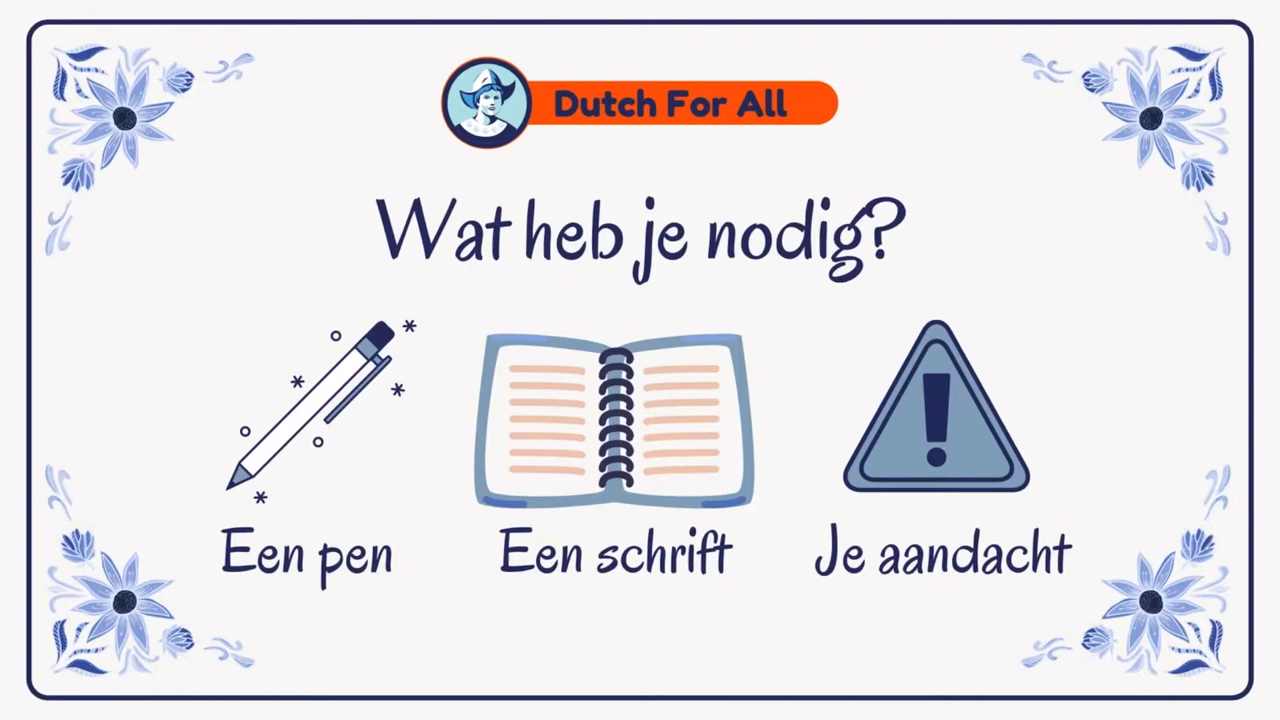 Dutch For All
Wat heb je nodig?
Een pen
Een schrift
Je aandacht